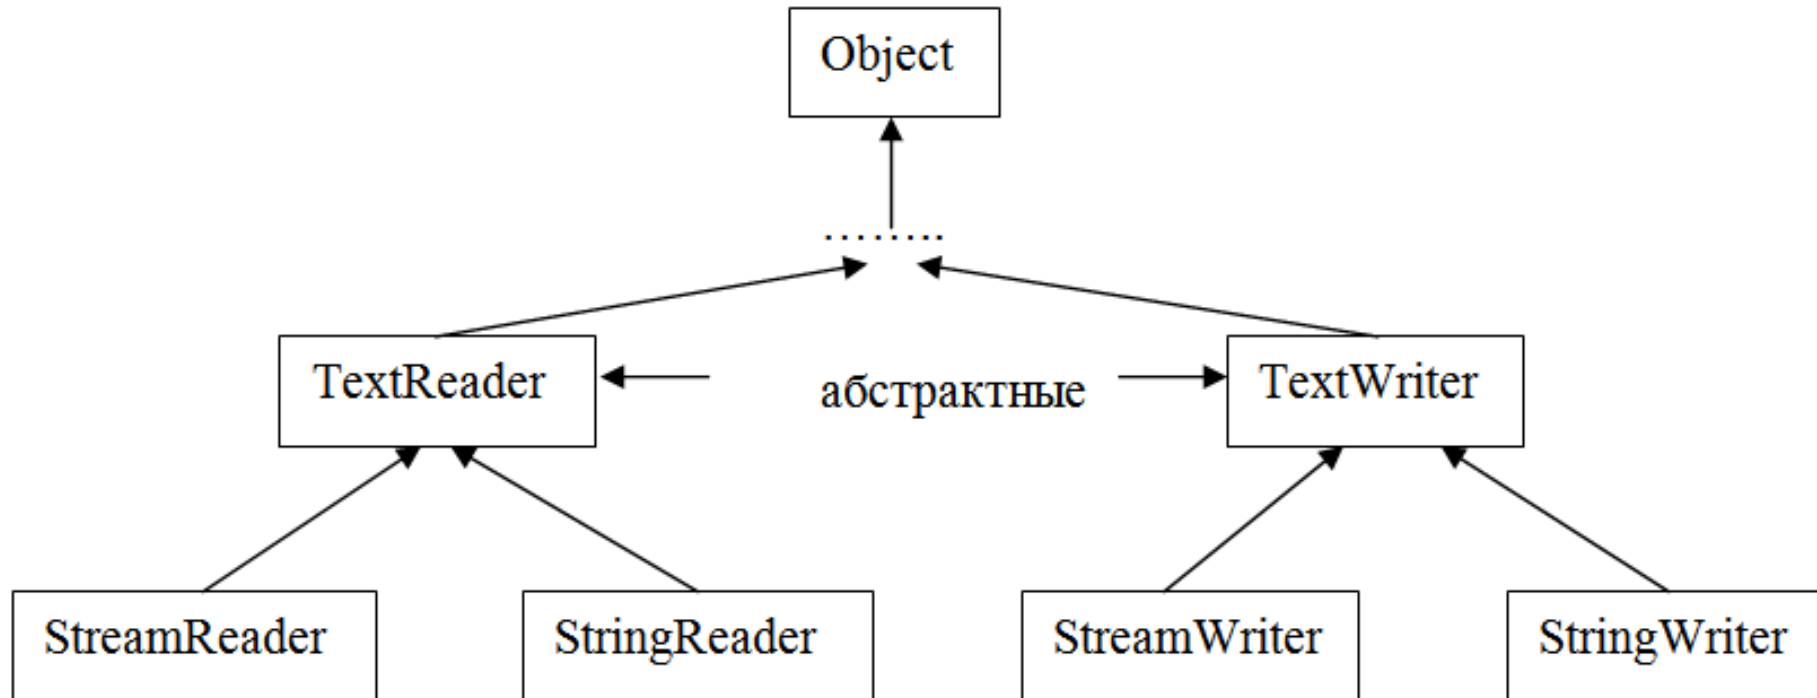 Object
........
TextReader
абстрактные
TextWriter
StreamReader
StringReader
StreamWriter
StringWriter